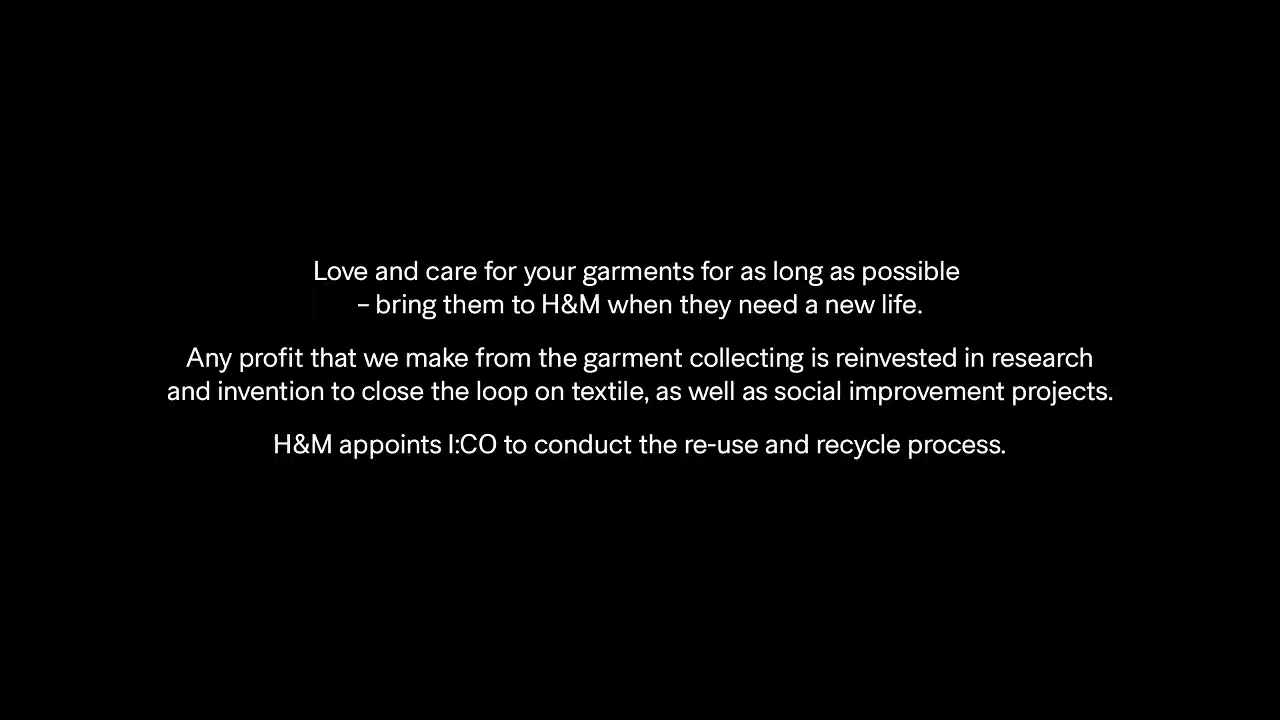 Love and care for your garments for as long as possible
– bring them to H&M when they need a new life.
Any profit that we make from the garment collecting is reinvested in research
and invention to close the loop on textile, as well as social improvement projects.
H&M appoints I:CO to conduct the re-use and recycle process.